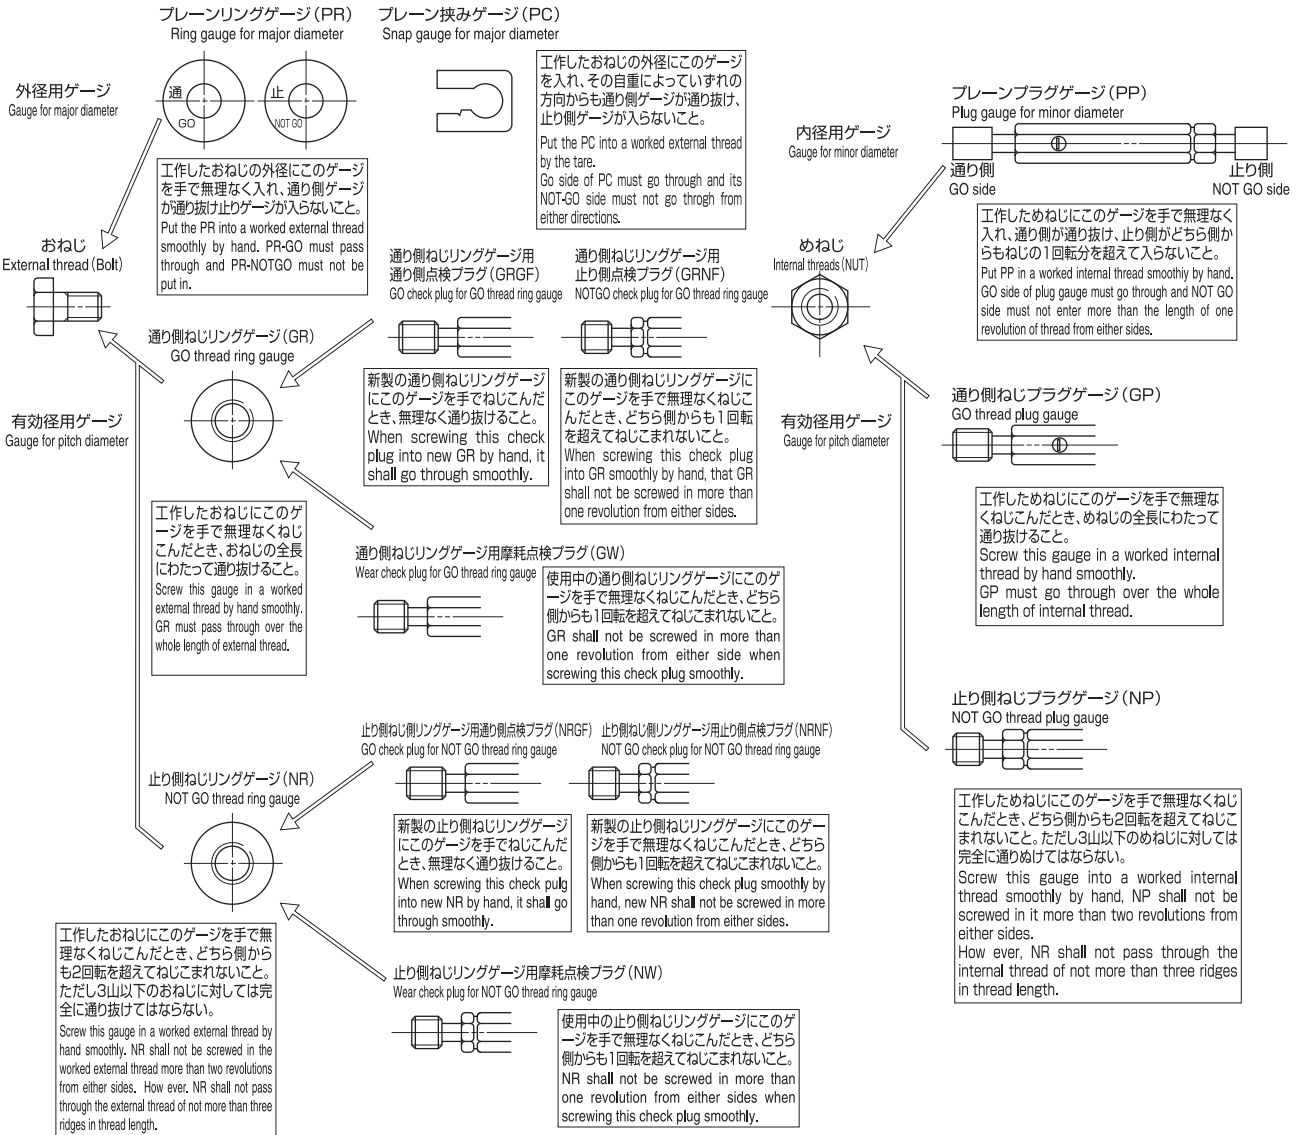 プレーンリングゲージ(PR)
Ring gauge for major diameter
プレーン挟みゲージ(PC)
Snap gauge for major diameter
外径用ゲージ
Gauge for major diameter
通
GO
止
NOT GO
工作したおねじの外径にこのゲージ
を入れ、その自重によっていずれの
方向からも通り側ゲージが通り抜け、
止り側ゲージが入らないこと。
Put the PC into a worked external thread
by the tare.
Go side of PC must go through and its
NOT-GO side must not go throgh from
either directions.
工作したおねじの外径にこのゲージ
を手で無理なく入れ、通り側ゲージ
が通り抜け止りゲージが入らないこと。
Put the PR into a worked external thread
smoothly by hand. PR-GO must pass
through and PR-NOTGO must not be
put in.
おねじ
External thread(Bolt)
プレーンプラグゲージ(PP)
Plug gauge for minor diameter
内径用ゲージ
Gauge for minor diameter
通り側
GO side
止り側
NOT GO side
工作しためねじにこのゲージを手で無理なく
入れ、通り側が通り抜け、止り側がどちら側か
らもねじの1回転分を超えて入らないこと。
Put PP in a worked internal thread smoothiy by hand.
GO side of plug gauge must go through and NOT GO
side must not enter more than the length of one
revolution of thread from either sides.
めねじ
Internal threads(NUT)
通り側ねじリングゲージ(GR)
GO thread ring gauge
通り側ねじリングゲージ用
通り側点検プラグ(GRGF)
GO check plug for GO thread ring gauge
通り側ねじリングゲージ用
止り側点検プラグ(GRNF)
NOTGO check plug for GO thread ring gauge
新製の通り側ねじリングゲージ
にこのゲージを手でねじこんだ
とき、無理なく通り抜けること。
When screwing this check
plug into new GR by hand, it
shall go through smoothly.
新製の通り側ねじリングゲージに
このゲージを手で無理なくねじこ
んだとき、どちら側からも1回転
を超えてねじこまれないこと。
When screwing this check plug
into GR smoothly by hand, that GR
shall not be screwed in more than
one revolution from either sides.
有効径用ゲージ
Gauge for pitch diameter
工作したおねじにこのゲ
ージを手で無理なくねじ
こんだとき、おねじの全長
にわたって通り抜けること。
Screw this gauge in a worked
external thread by hand smoothly.
GR must pass through over the
whole length of external thread.
通り側ねじリングゲージ用摩耗点検プラグ(GW)
Wear check plug for GO thread ring gauge
使用中の通り側ねじリングゲージにこのゲ
ージを手で無理なくねじこんだとき、どちら
側からも1回転を超えてねじこまれないこと。
GR shall not be screwed in more than
one revolution from either side when
screwing this check plug smoothly.
有効径用ゲージ
Gauge for pitch diameter
通り側ねじプラグゲージ(GP)
GO thread plug gauge
工作しためねじにこのゲージを手で無理な
くねじこんだとき、めねじの全長にわたって
通り抜けること。
Screw this gauge in a worked internal
thread by hand smoothly.
GP must go through over the whole
length of internal thread.
止り側ねじプラグゲージ(NP)
NOT GO thread plug gauge
工作しためねじにこのゲージを手で無理なくねじ
こんだとき、どちら側からも2回転を超えてねじこ
まれないこと。ただし3山以下のめねじに対しては
完全に通りぬけてはならない。
Screw this gauge into a worked internal
thread smoothly by hand, NP shall not be
screwed in it more than two revolutions from
either sides.
How ever, NR shall not pass through the
internal thread of not more than three ridges
in thread length.
止り側ねじリングゲージ(NR)
NOT GO thread ring gauge
止り側ねじ側リングゲージ用通り側点検プラグ(NRGF)
GO check plug for NOT GO thread ring gauge
止り側ねじ側リングゲージ用止り側点検プラグ(NRNF)
NOT GO check plug for NOT GO thread ring gauge
新製の止り側ねじリングゲージ
にこのゲージを手でねじこんだ
とき、無理なく通り抜けること。
When screwing this check pulg
into new NR by hand, it shall go
through smoothly.
新製の止り側ねじリングゲージにこのゲー
ジを手で無理なくねじこんだとき、どちら
側からも1回転を超えてねじこまれないこと。
When screwing this check plug smoothly by
hand, new NR shall not be screwed in more
than one revolution from either sides.
工作したおねじにこのゲージを手で無
理なくねじこんだとき、どちら側から
も2回転を超えてねじこまれないこと。
ただし3山以下のおねじに対しては完
全に通り抜けてはならない。
Screw this gauge in a worked external thread by
hand smoothly. NR shall not be screwed in the
worked external thread more than two revolutions
from either sides. How ever. NR shall not pass
through the external thread of not more than three
ridges in thread length.
止り側ねじリングゲージ用摩耗点検プラグ(NW)
Wear check plug for NOT GO thread ring gauge
使用中の止り側ねじリングゲージにこのゲ
ージを手で無理なくねじこんだとき、どちら
側からも1回転を超えてねじこまれないこと。
NR shall not be screwed in more than
one revolution from either sides when
screwing this check plug smoothly.